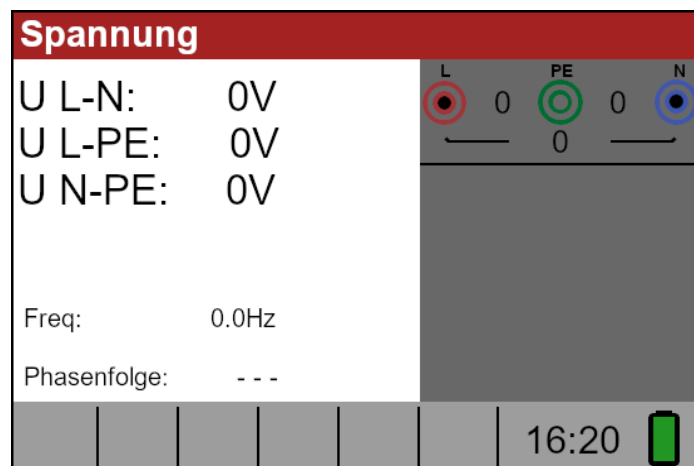 Spannung
U L-N: 0V
U L-PE: 0V
U N-PE: 0V
Freq: 0.0Hz
Phasenfolge: - - -
L PE N
0 0
0
16:20